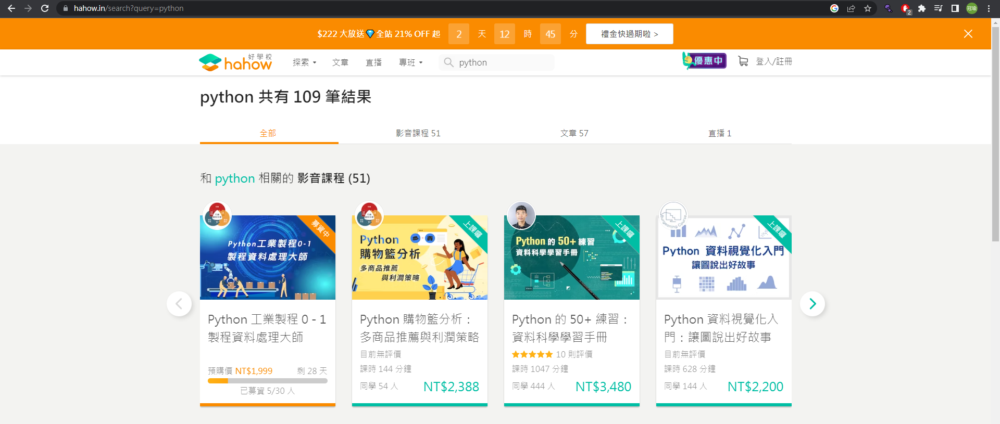 hahow.in/search?query=python
2
冠瑜
$222 大放送💎全站 21% OFF 起 2 天 12 時 45 分 禮金快過期啦 >
好學校
hahow
探索 文章 直播 專班 python 優惠中 登入/註冊
python 共有 109 筆結果
全部 影音課程 51 文章 57 直播 1
和 python 相關的 影音課程 (51)
募資中
Python工業製程0-1
製程資料處理大師
Python 工業製程 0 - 1
製程資料處理大師
預購價 NT$1,999 剩 28 天
已募資 5/30 人
上課囉
Python
購物籃分析
多商品推薦
與利潤策略
Python 購物籃分析：
多商品推薦與利潤策略
目前無評價
課時 144 分鐘
同學 54 人 NT$2,388
上課囉
Python 的 50+ 練習
資料科學學習手冊
Python 的 50+ 練習：
資料科學學習手冊
10 則評價
課時 1047 分鐘
同學 444 人 NT$3,480
Burgeoning Course
上課囉
Python 資料視覺化入門
讓圖說出好故事
Python 資料視覺化入
門：讓圖說出好故事
目前無評價
課時 628 分鐘
同學 144 人 NT$2,200